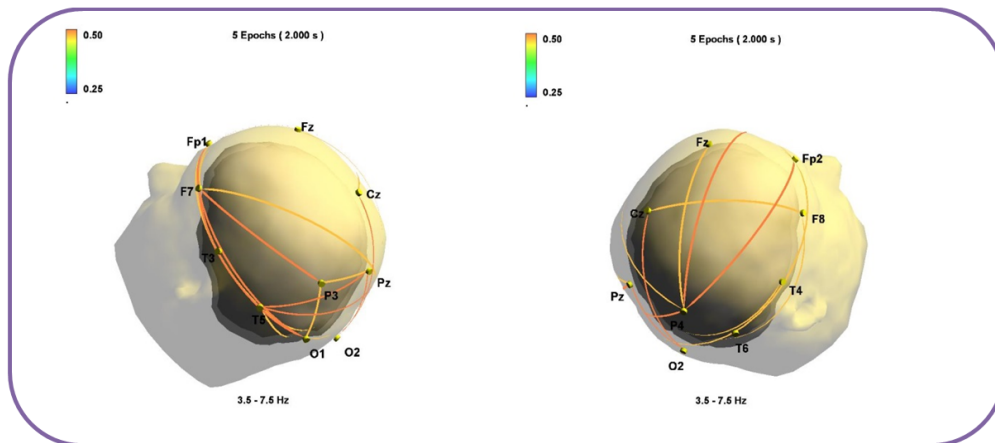 5 Epochs ( 2.000 s )
0.50
0.25
Fz
Fp1
F7
Cz
T3
Pz
P3
T5
O1
O2
3.5 - 7.5 Hz
5 Epochs ( 2.000 s )
0.50
0.25
Fz
Fp2
Cz
F8
Pz
T4
P4
T6
O2
3.5 - 7.5 Hz